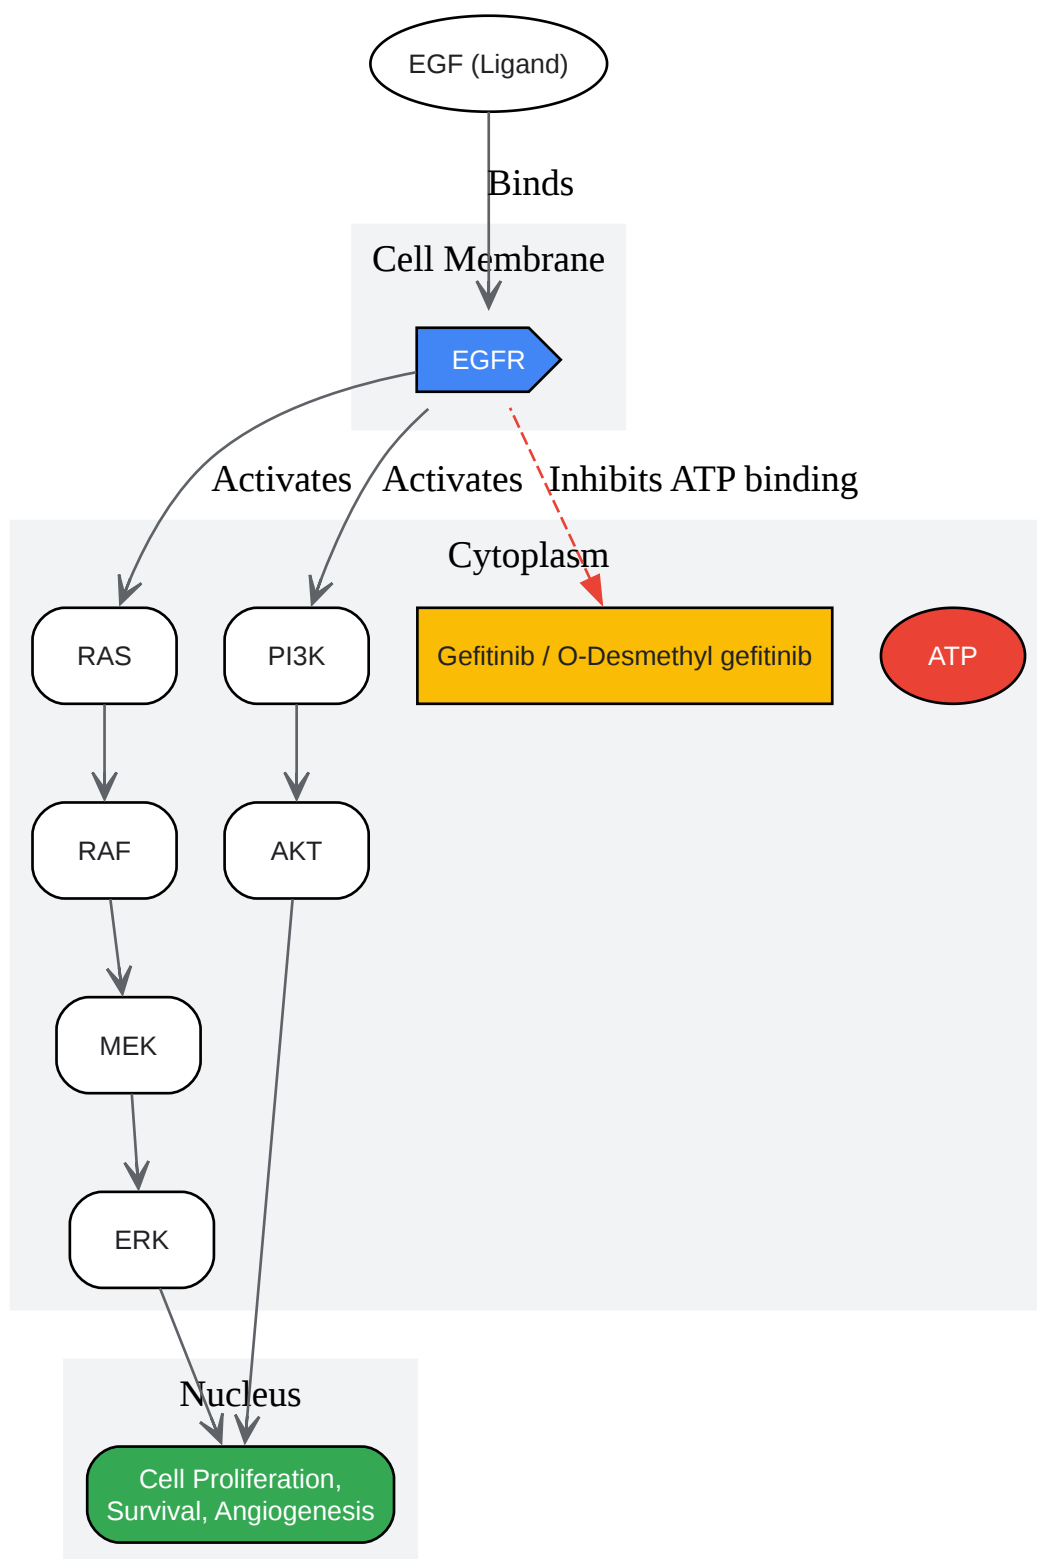 EGF (Ligand)
Binds
Cell Membrane
EGFR
Activates
Activates
Inhibits ATP binding
Cytoplasm
RAS
PI3K
Gefitinib / O-Desmethyl gefitinib
ATP
RAF
AKT
MEK
ERK
Nucleus
Cell Proliferation,
Survival, Angiogenesis